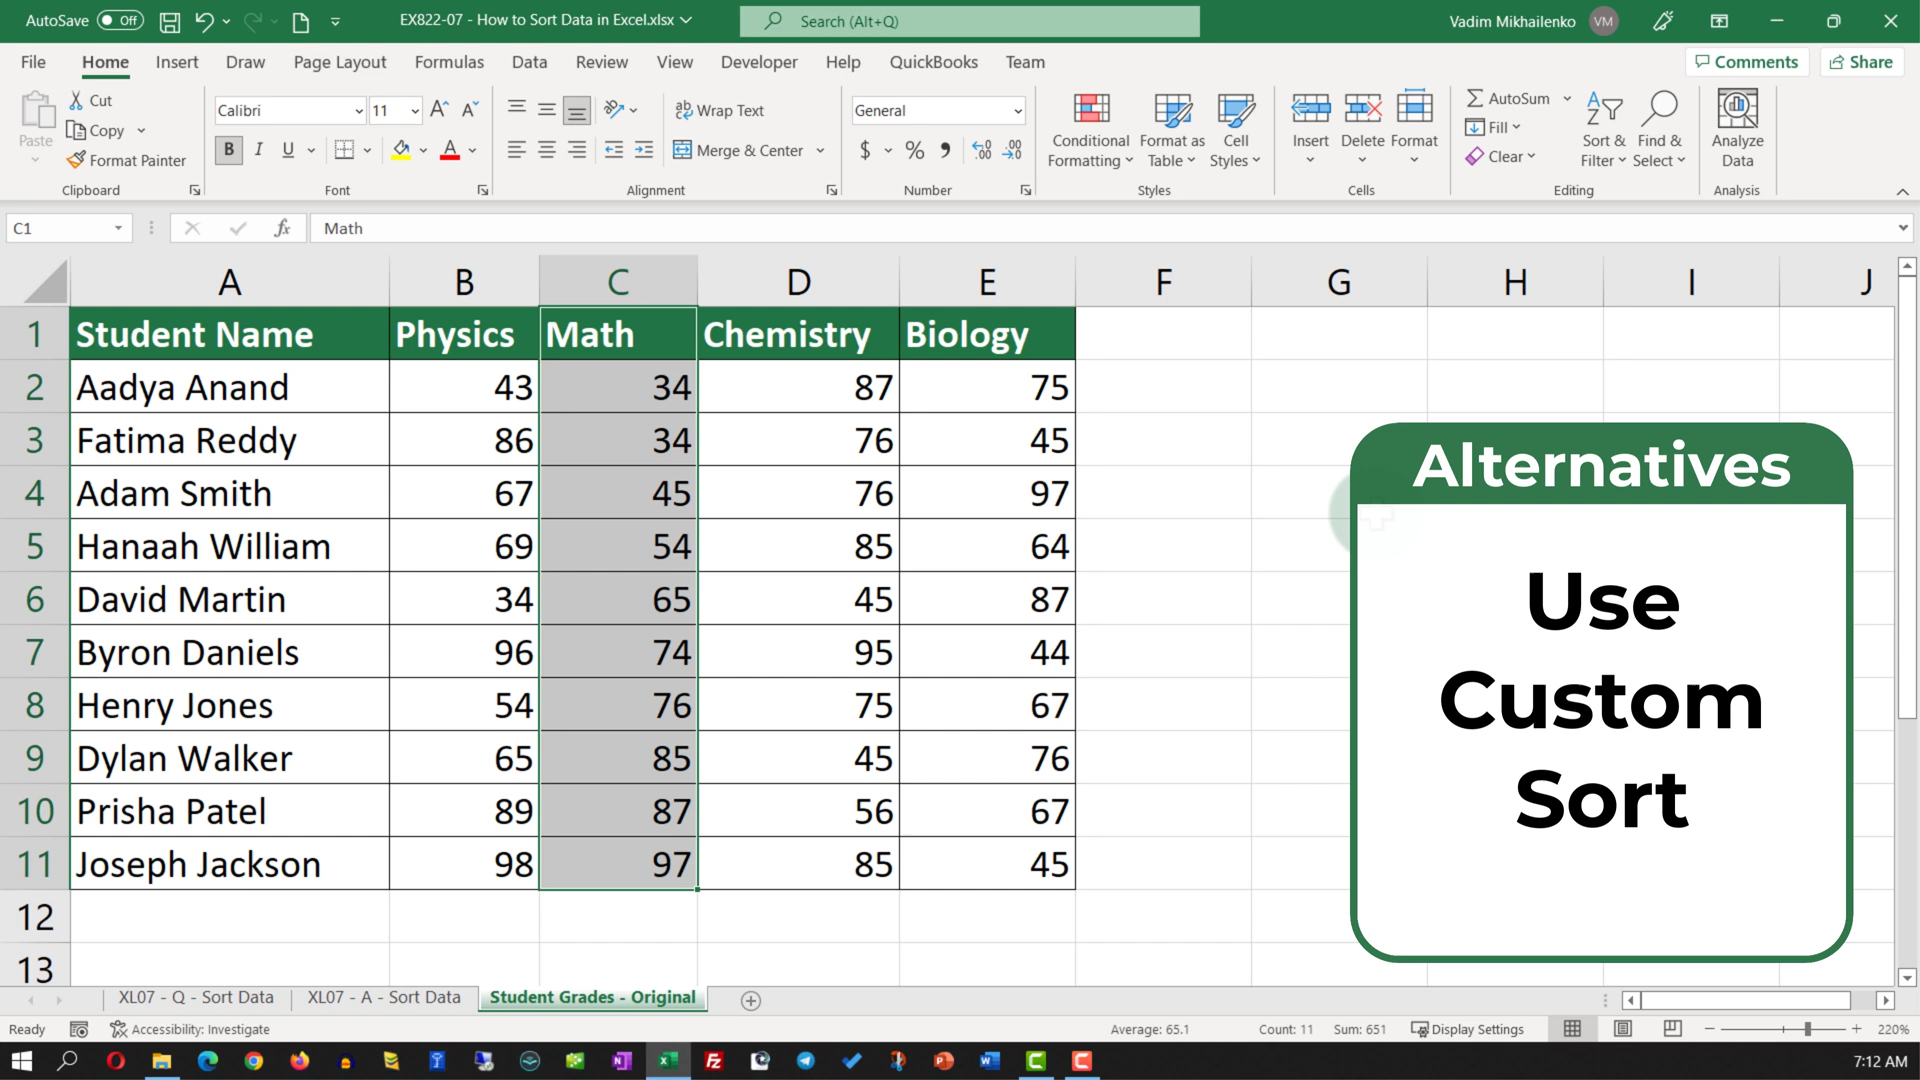 AutoSave Off EX822-07 - How to Sort Data in Excel.xlsx Search (Alt+Q) Vadim Mikhailenko VM
File Home Insert Draw Page Layout Formulas Data Review View Developer Help QuickBooks Team Comments Share
Paste
Cut
Copy
Format Painter
Clipboard
Calibri 11
B I U
Font
Wrap Text
Merge & Center
Alignment
General
$ % 9
Number
Conditional Formatting
Format as Table
Cell Styles
Styles
Insert Delete Format
Cells
AutoSum
Fill
Clear
Sort & Filter
Find & Select
Editing
Analyze Data
Analysis
C1 fx Math
A B C D E F G H I J
1 Student Name Physics Math Chemistry Biology
2 Aadya Anand 43 34 87 75
3 Fatima Reddy 86 34 76 45
4 Adam Smith 67 45 76 97
5 Hanaah William 69 54 85 64
6 David Martin 34 65 45 87
7 Byron Daniels 96 74 95 44
8 Henry Jones 54 76 75 67
9 Dylan Walker 65 85 45 76
10 Prisha Patel 89 87 56 67
11 Joseph Jackson 98 97 85 45
12
13
Alternatives
Use
Custom
Sort
XL07 - Q - Sort Data XL07 - A - Sort Data Student Grades - Original
Ready Accessibility: Investigate Average: 65.1 Count: 11 Sum: 651 Display Settings 220%
7:12 AM